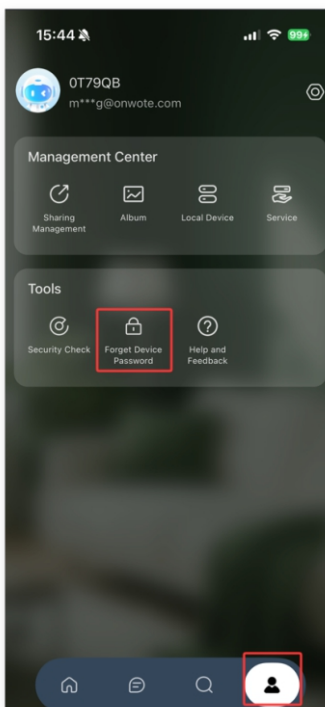 15:44
99+
0T79QB
m***g@onwote.com
Management Center
Sharing Management
Album
Local Device
Service
Tools
Security Check
Forget Device Password
Help and Feedback